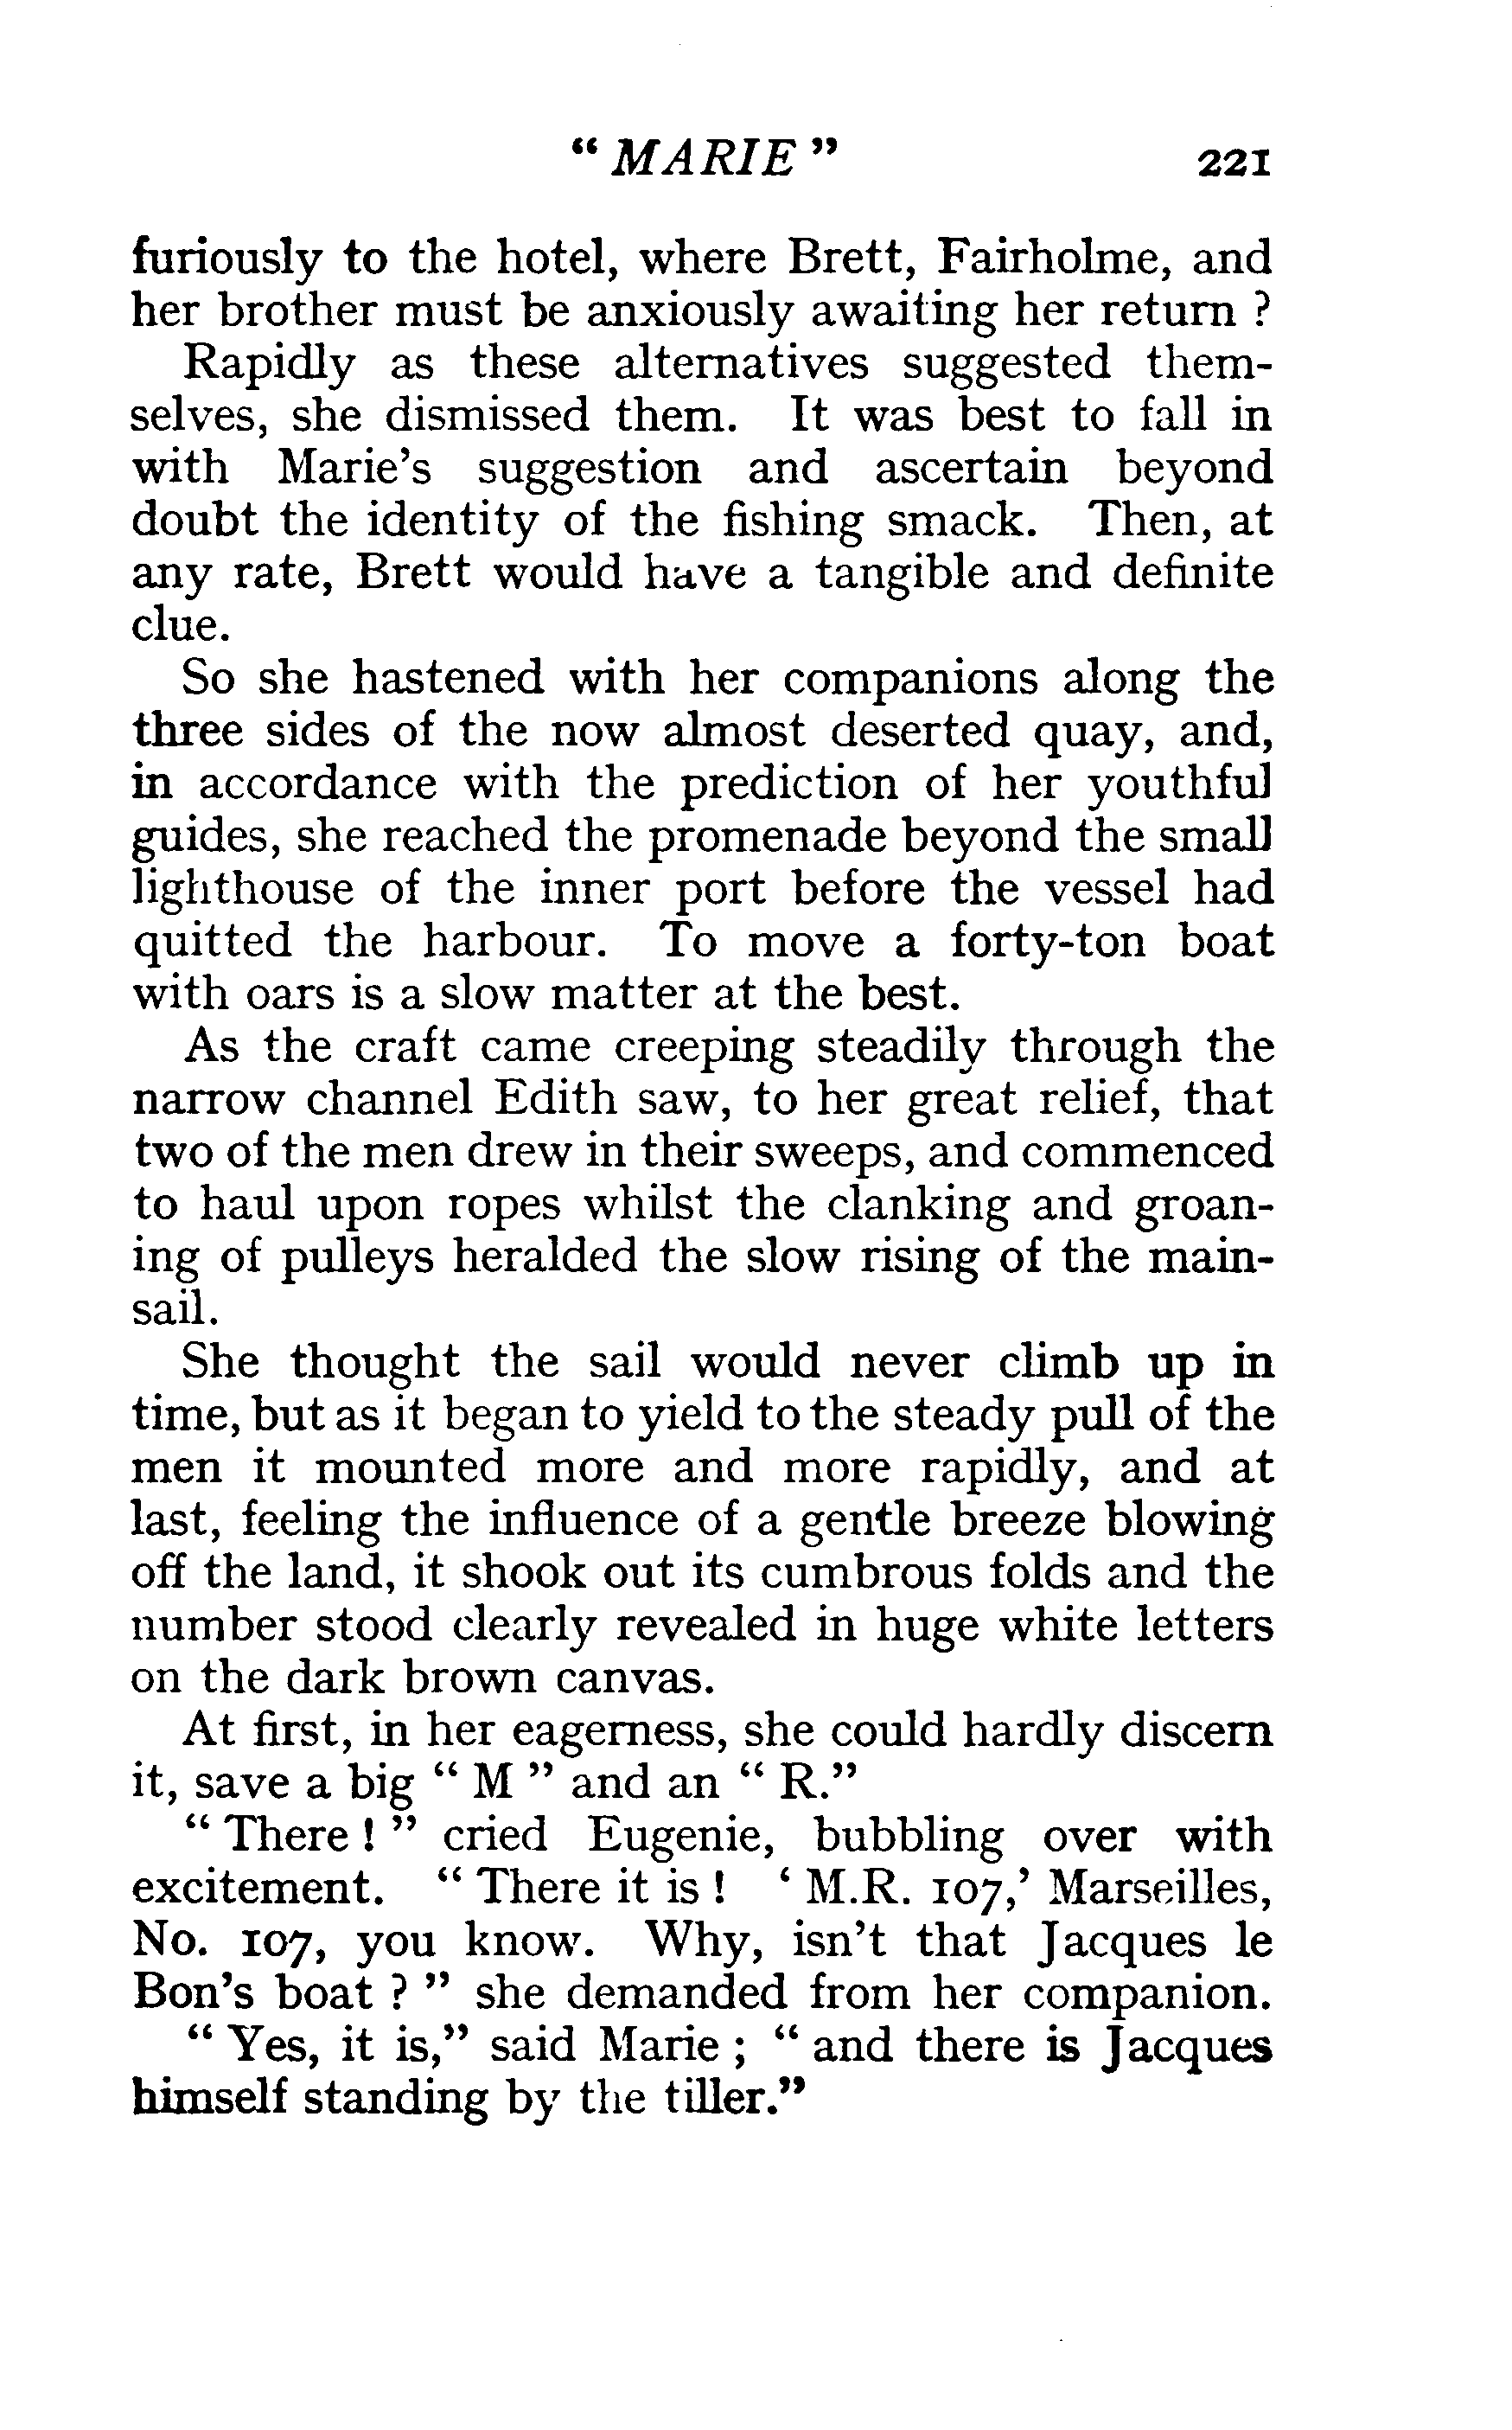 “ MARIE ” 221
furiously to the hotel, where Brett, Fairholme, and
her brother must be anxiously awaiting her return ?
Rapidly as these alternatives suggested them-
selves, she dismissed them. It was best to fall in
with Marie’s suggestion and ascertain beyond
doubt the identity of the fishing smack. Then, at
any rate, Brett would have a tangible and definite
clue.
So she hastened with her companions along the
three sides of the now almost deserted quay, and,
in accordance with the prediction of her youthful
guides, she reached the promenade beyond the small
lighthouse of the inner port before the vessel had
quitted the harbour. To move a forty-ton boat
with oars is a slow matter at the best.
As the craft came creeping steadily through the
narrow channel Edith saw, to her great relief, that
two of the men drew in their sweeps, and commenced
to haul upon ropes whilst the clanking and groan-
ing of pulleys heralded the slow rising of the main-
sail.
She thought the sail would never climb up in
time, but as it began to yield to the steady pull of the
men it mounted more and more rapidly, and at
last, feeling the influence of a gentle breeze blowing
off the land, it shook out its cumbrous folds and the
number stood clearly revealed in huge white letters
on the dark brown canvas.
At first, in her eagerness, she could hardly discern
it, save a big “ M ” and an “ R.”
“ There ! ” cried Eugenie, bubbling over with
excitement. “ There it is ! ‘ M.R. 107,’ Marseilles,
No. 107, you know. Why, isn’t that Jacques le
Bon’s boat ? ” she demanded from her companion.
“ Yes, it is,” said Marie ; “ and there is Jacques
himself standing by the tiller.”